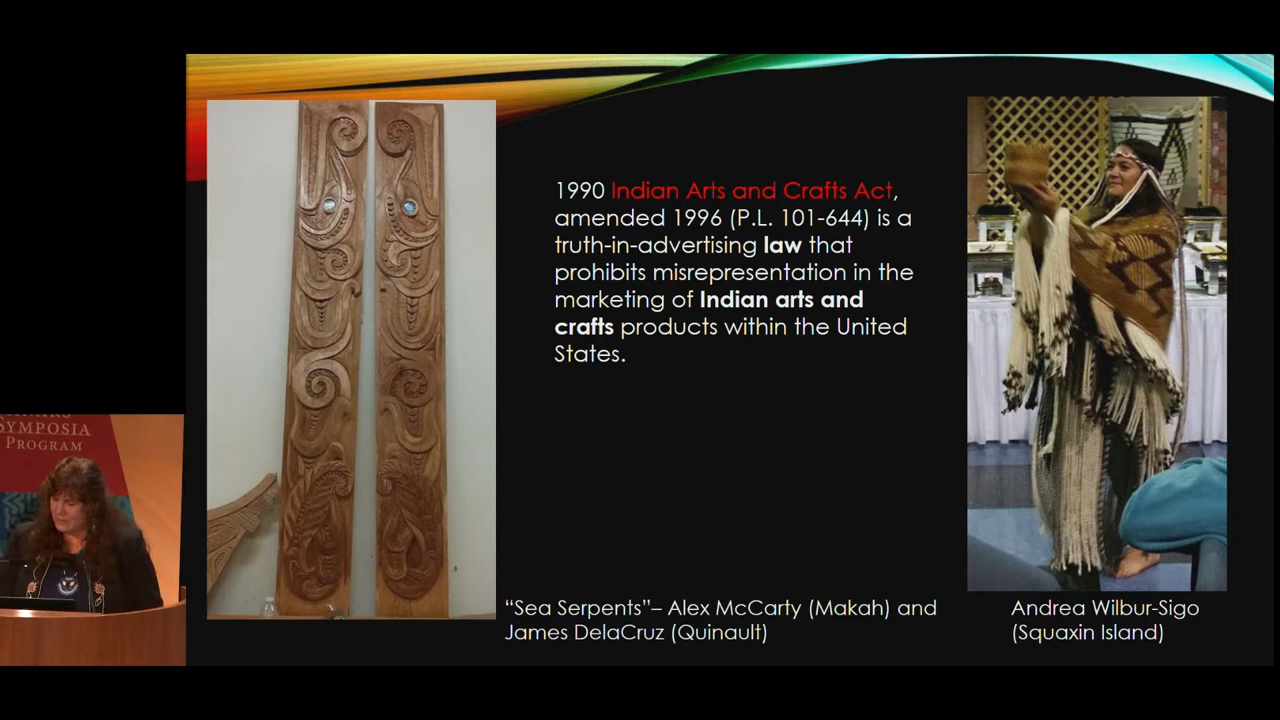 1990 Indian Arts and Crafts Act,
amended 1996 (P.L. 101-644) is a
truth-in-advertising law that
prohibits misrepresentation in the
marketing of Indian arts and
crafts products within the United
States.
“Sea Serpents”– Alex McCarty (Makah) and
James DelaCruz (Quinault)
Andrea Wilbur-Sigo
(Squaxin Island)
SYMPOSIA
PROGRAM